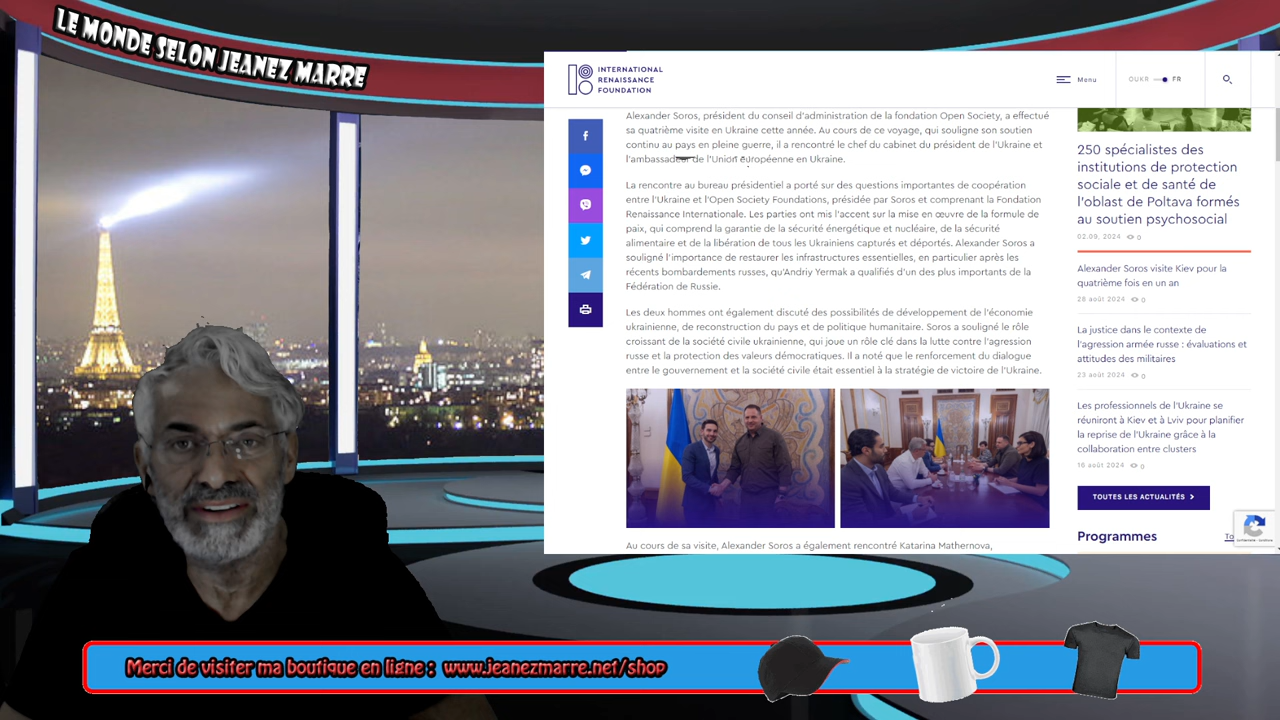 LE MONDE SELON JEANEZ MARRE
INTERNATIONAL
RENAISSANCE
FOUNDATION
Menu
OUKR FR
Alexander Soros, président du conseil d'administration de la fondation Open Society, a effectué
sa quatrième visite en Ukraine cette année. Au cours de ce voyage, qui souligne son soutien
continu au pays en pleine guerre, il a rencontré le chef du cabinet du président de l'Ukraine et
l'ambassadeur de l'Union européenne en Ukraine.
La rencontre au bureau présidentiel a porté sur des questions importantes de coopération
entre l'Ukraine et l'Open Society Foundations, présidée par Soros et comprenant la Fondation
Renaissance Internationale. Les parties ont mis l'accent sur la mise en œuvre de la formule de
paix, qui comprend la garantie de la sécurité énergétique et nucléaire, de la sécurité
alimentaire et de la libération de tous les Ukrainiens capturés et déportés. Alexander Soros a
souligné l'importance de restaurer les infrastructures essentielles, en particulier après les
récents bombardements russes, qu'Andriy Yermak a qualifiés d'un des plus importants de la
Fédération de Russie.
Les deux hommes ont également discuté des possibilités de développement de l'économie
ukrainienne, de reconstruction du pays et de politique humanitaire. Soros a souligné le rôle
croissant de la société civile ukrainienne, qui joue un rôle clé dans la lutte contre l'agression
russe et la protection des valeurs démocratiques. Il a noté que le renforcement du dialogue
entre le gouvernement et la société civile était essentiel à la stratégie de victoire de l'Ukraine.
Au cours de sa visite, Alexander Soros a également rencontré Katarina Mathernova,
250 spécialistes des
institutions de protection
sociale et de santé de
l'oblast de Poltava formés
au soutien psychosocial
02.09, 2024 0
Alexander Soros visite Kiev pour la
quatrième fois en un an
28 août 2024 0
La justice dans le contexte de
l'agression armée russe : évaluations et
attitudes des militaires
23 août 2024 0
Les professionnels de l'Ukraine se
réuniront à Kiev et à Lviv pour planifier
la reprise de l'Ukraine grâce à la
collaboration entre clusters
16 août 2024 0
TOUTES LES ACTUALITÉS
Programmes
Merci de visiter ma boutique en ligne : www.jeanezmarre.net/shop